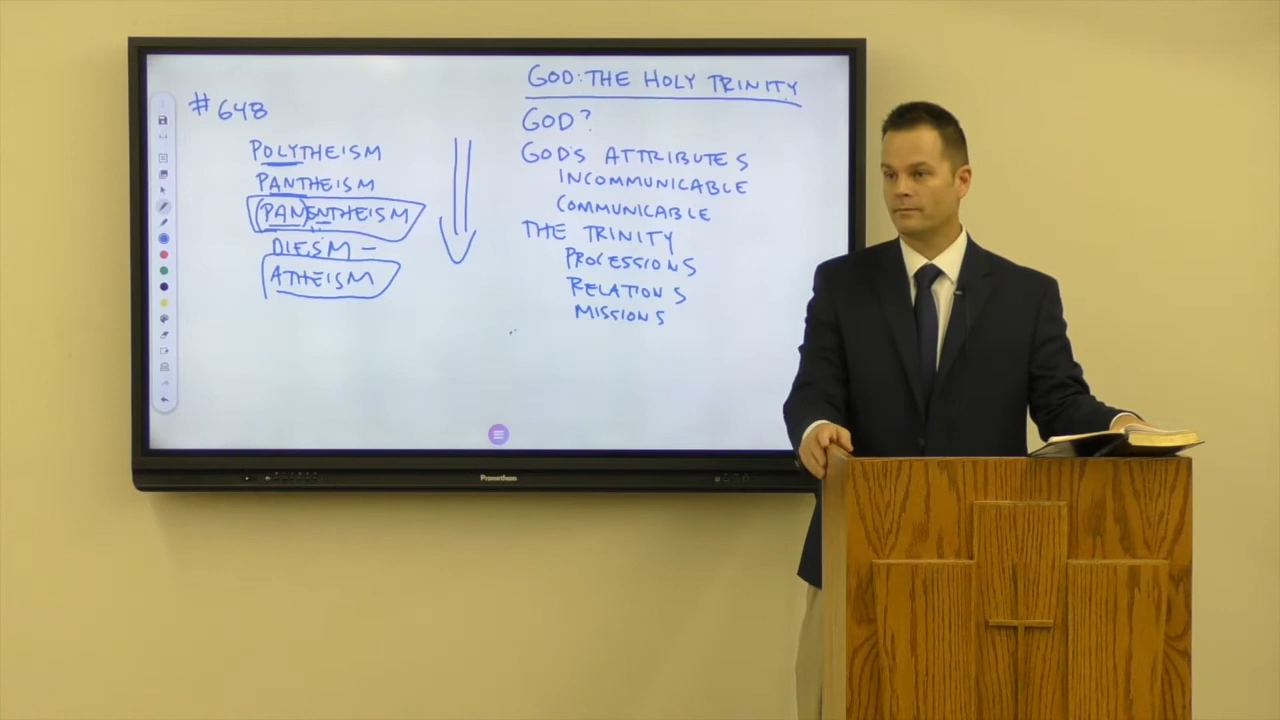 # 648
POLYTHEISM
PANTHEISM
(PAN)ENTHEISM
DIESM –
ATHEISM
GOD: THE HOLY TRINITY
GOD?
GOD'S ATTRIBUTES
INCOMMUNICABLE
COMMUNICABLE
THE TRINITY
PROCESSIONS
RELATIONS
MISSIONS
Promethean